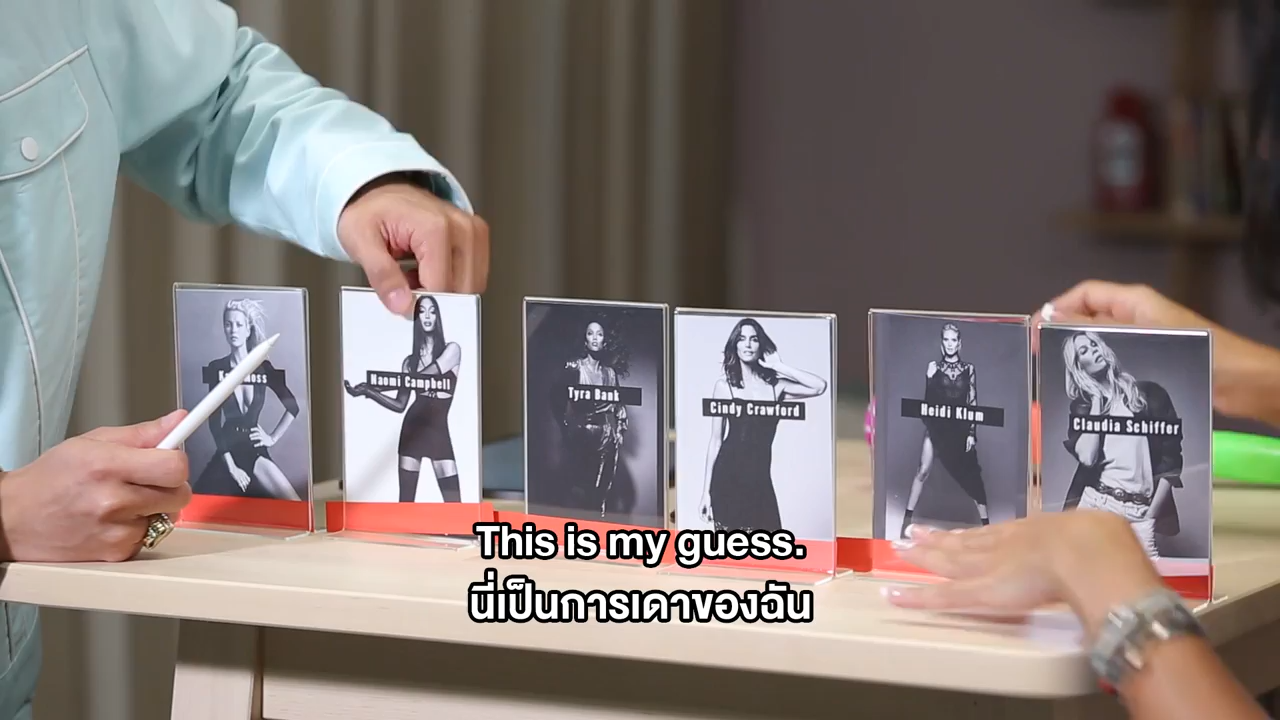 Moss
Naomi Campbell
Tyra Bank
Cindy Crawford
Heidi Klum
Claudia Schiffer
This is my guess.
นี่เป็นการเดาของฉัน